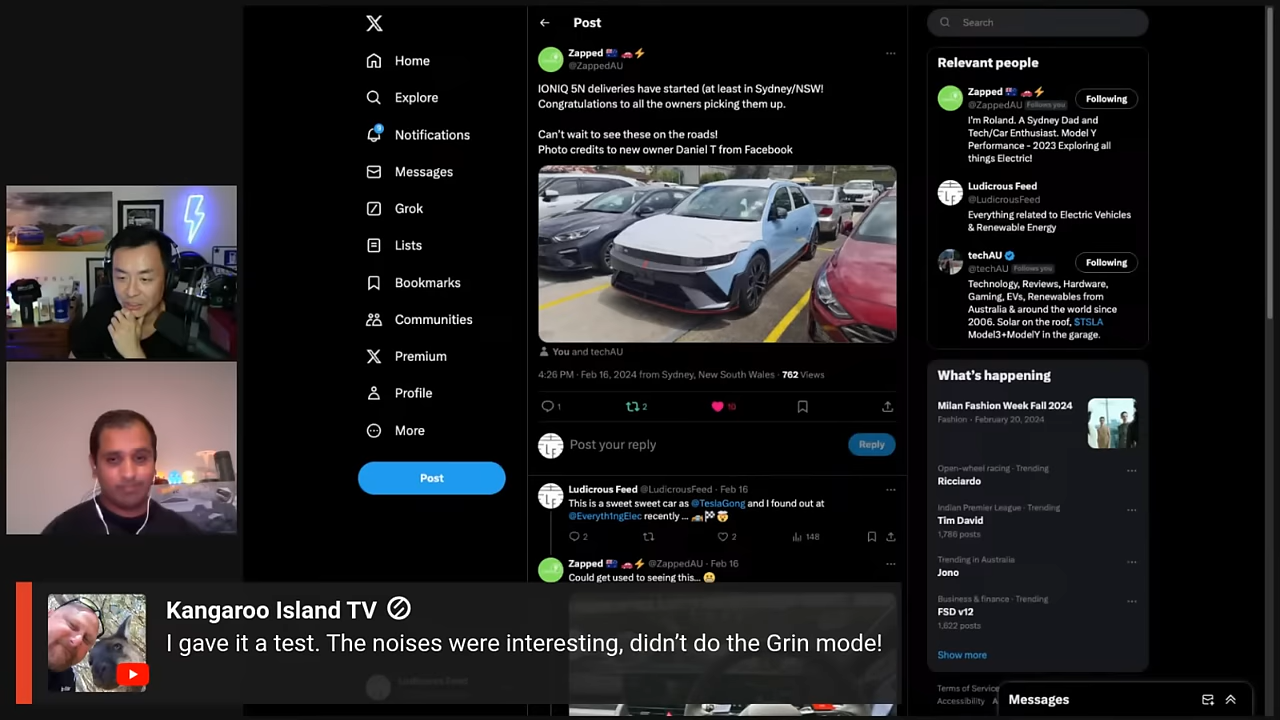 Home
Explore
Notifications
Messages
Grok
Lists
Bookmarks
Communities
Premium
Profile
More
Post
Post
Zapped
@ZappedAU
IONIQ 5N deliveries have started (at least in Sydney/NSW!
Congratulations to all the owners picking them up.
Can't wait to see these on the roads!
Photo credits to new owner Daniel T from Facebook
You and techAU
4:26 PM · Feb 16, 2024 from Sydney, New South Wales · 762 Views
1 2 10
Post your reply
Reply
Ludicrous Feed @LudicrousFeed · Feb 16
This is a sweet sweet car as @TeslaGong and I found out at
@Everyth1ngElec recently ...
2 2 148
Zapped @ZappedAU · Feb 16
Could get used to seeing this...
Search
Relevant people
Zapped
@ZappedAU Follows you
Following
I'm Roland. A Sydney Dad and
Tech/Car Enthusiast. Model Y
Performance - 2023 Exploring all
things Electric!
Ludicrous Feed
@LudicrousFeed
Everything related to Electric Vehicles
& Renewable Energy
techAU
@techAU Follows you
Following
Technology, Reviews, Hardware,
Gaming, EVs, Renewables from
Australia & around the world since
2006. Solar on the roof, $TSLA
Model3+ModelY in the garage.
What's happening
Milan Fashion Week Fall 2024
Fashion · February 20, 2024
Open-wheel racing · Trending
Ricciardo
Indian Premier League · Trending
Tim David
1,786 posts
Trending in Australia
Jono
Business & finance · Trending
FSD v12
1,622 posts
Show more
Terms of Service
Accessibility
Messages
Kangaroo Island TV
I gave it a test. The noises were interesting, didn't do the Grin mode!
Ludicrous Feed